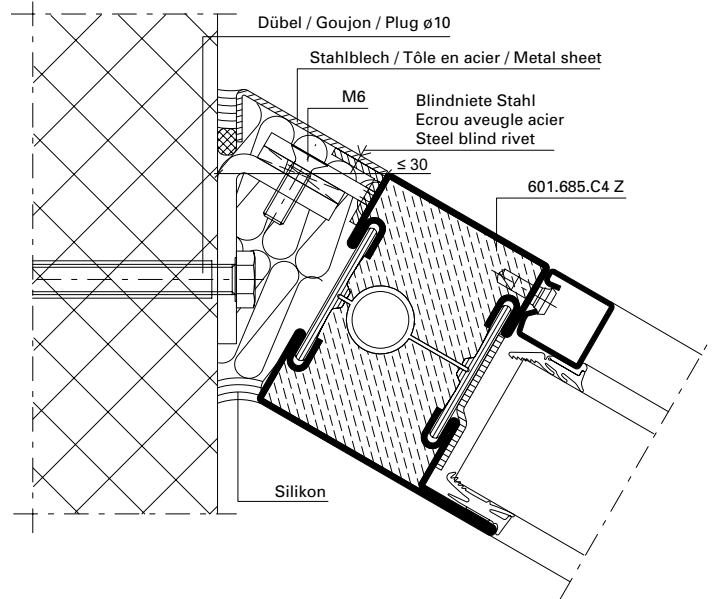 Dübel / Goujon / Plug ø10
Stahlblech / Tôle en acier / Metal sheet
M6
Blindniete Stahl
Ecrou aveugle acier
Steel blind rivet
≤ 30
601.685.C4 Z
Silikon